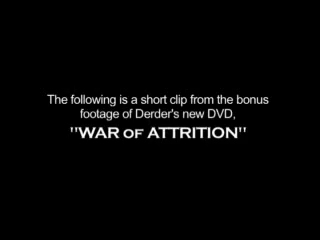 The following is a short clip from the bonus
footage of Derder's new DVD,
"WAR OF ATTRITION"